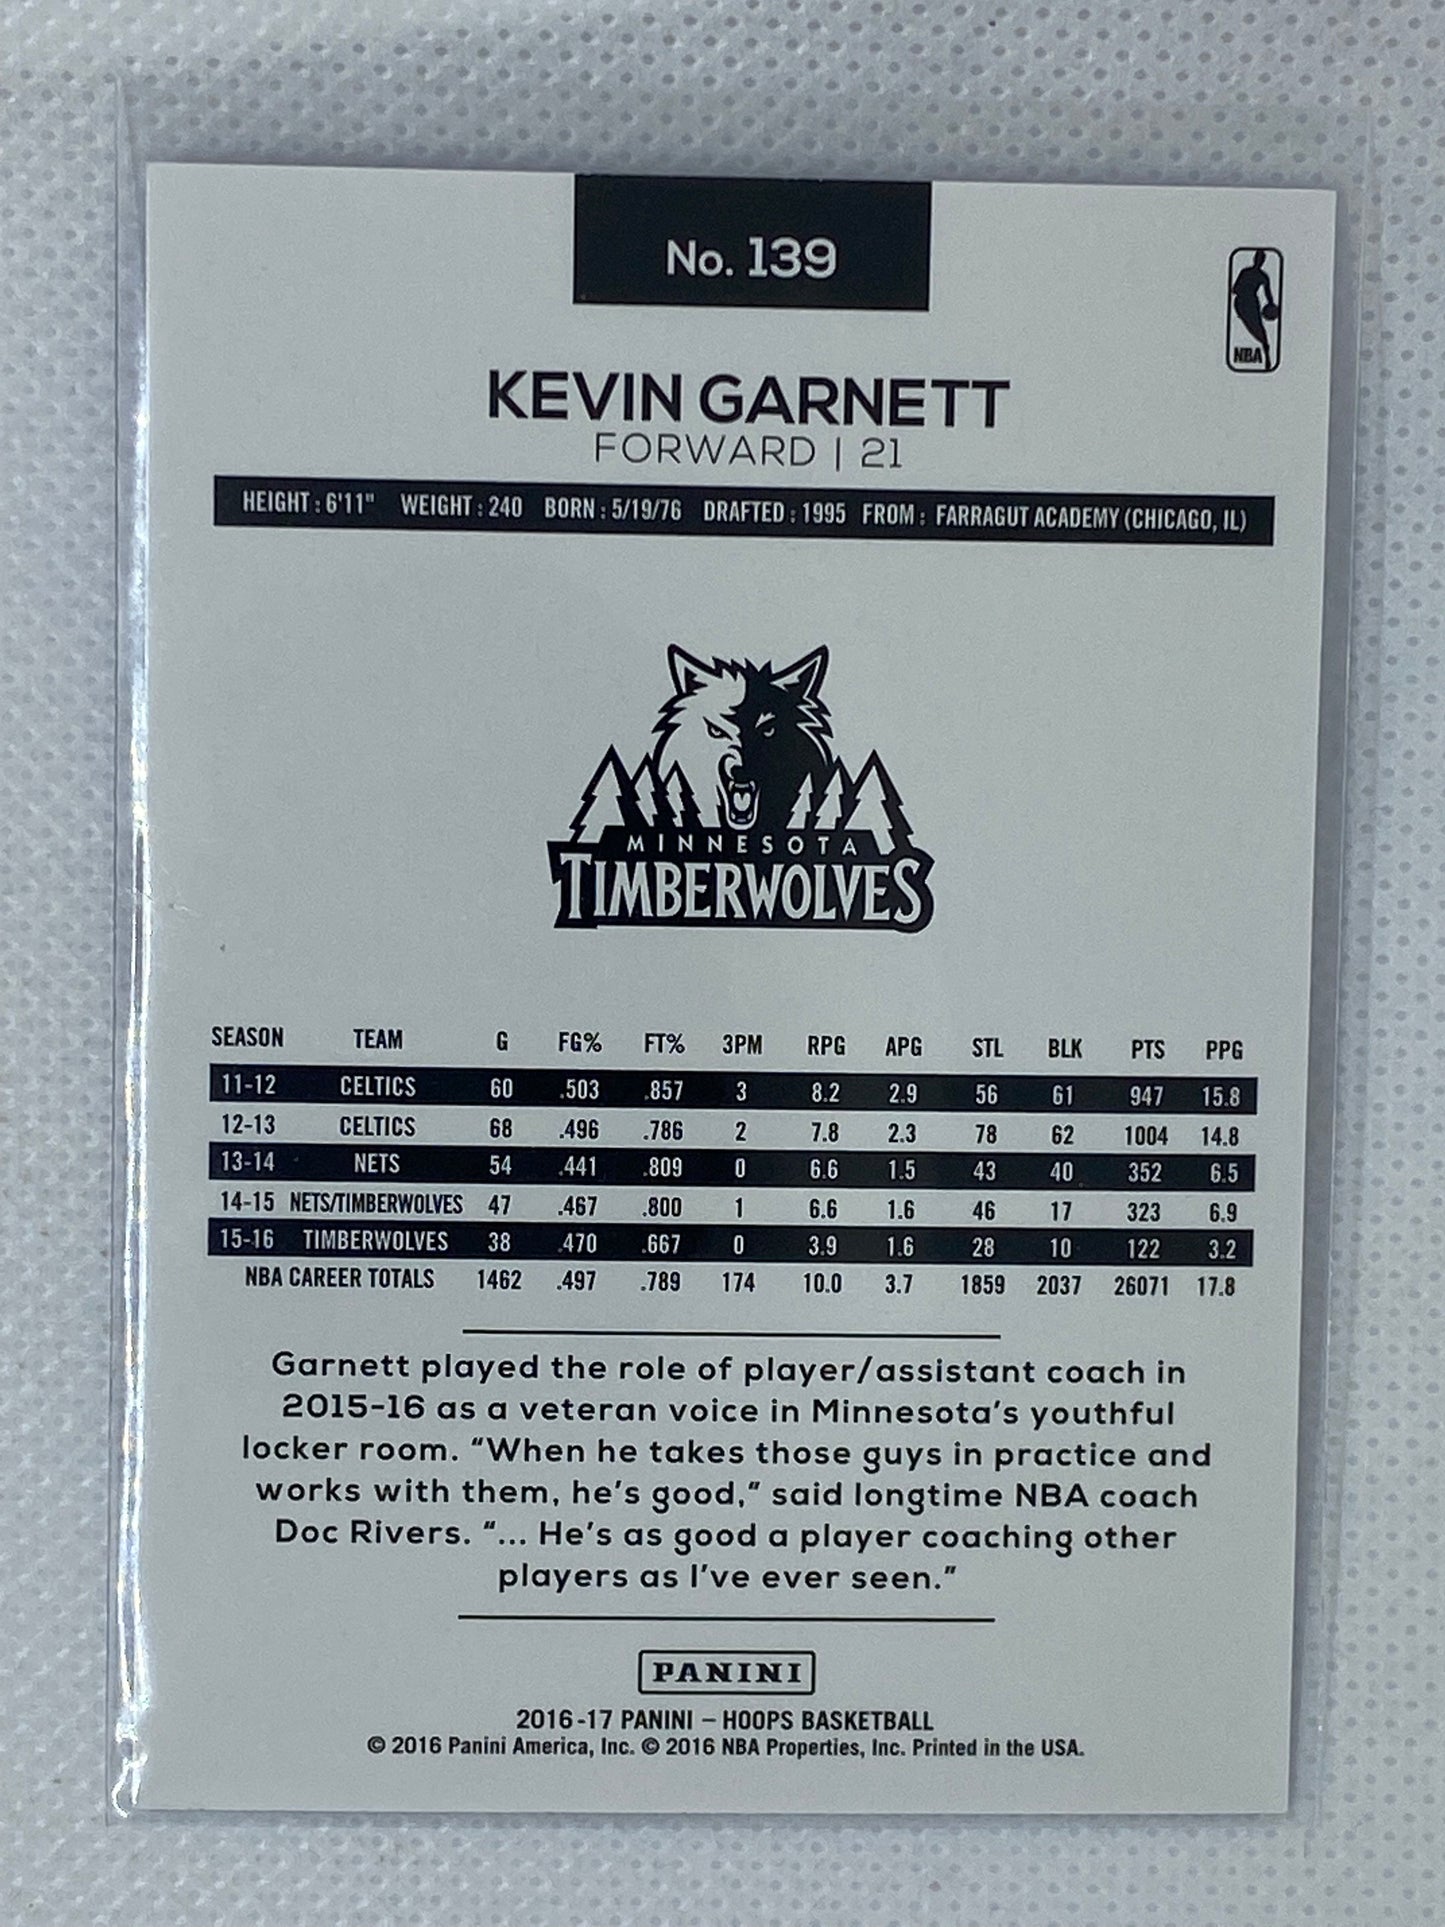 No. 139
NBA
KEVIN GARNETT
FORWARD | 21
HEIGHT : 6'11" WEIGHT : 240 BORN : 5/19/76 DRAFTED : 1995 FROM : FARRAGUT ACADEMY (CHICAGO, IL)
MINNESOTA
TIMBERWOLVES
SEASON TEAM G FG% FT% 3PM RPG APG STL BLK PTS PPG
11-12 CELTICS 60 .503 .857 3 8.2 2.9 56 61 947 15.8
12-13 CELTICS 68 .496 .786 2 7.8 2.3 78 62 1004 14.8
13-14 NETS 54 .441 .809 0 6.6 1.5 43 40 352 6.5
14-15 NETS/TIMBERWOLVES 47 .467 .800 1 6.6 1.6 46 17 323 6.9
15-16 TIMBERWOLVES 38 .470 .667 0 3.9 1.6 28 10 122 3.2
NBA CAREER TOTALS 1462 .497 .789 174 10.0 3.7 1859 2037 26071 17.8
Garnett played the role of player/assistant coach in
2015-16 as a veteran voice in Minnesota's youthful
locker room. "When he takes those guys in practice and
works with them, he's good," said longtime NBA coach
Doc Rivers. "... He's as good a player coaching other
players as I've ever seen."
PANINI
2016-17 PANINI – HOOPS BASKETBALL
© 2016 Panini America, Inc. © 2016 NBA Properties, Inc. Printed in the USA.